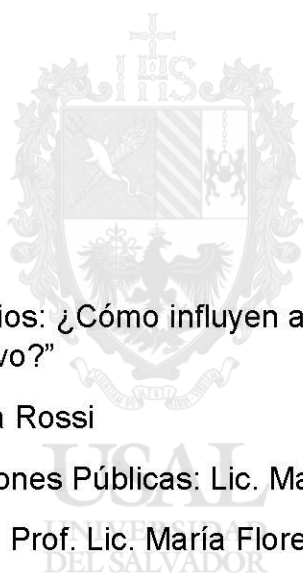 IHS
ios: ¿Cómo influyen a
vo?”
a Rossi
ones Públicas: Lic. Ma
Prof. Lic. María Flore
USAL
UNIVERSIDAD
DEL SALVADOR